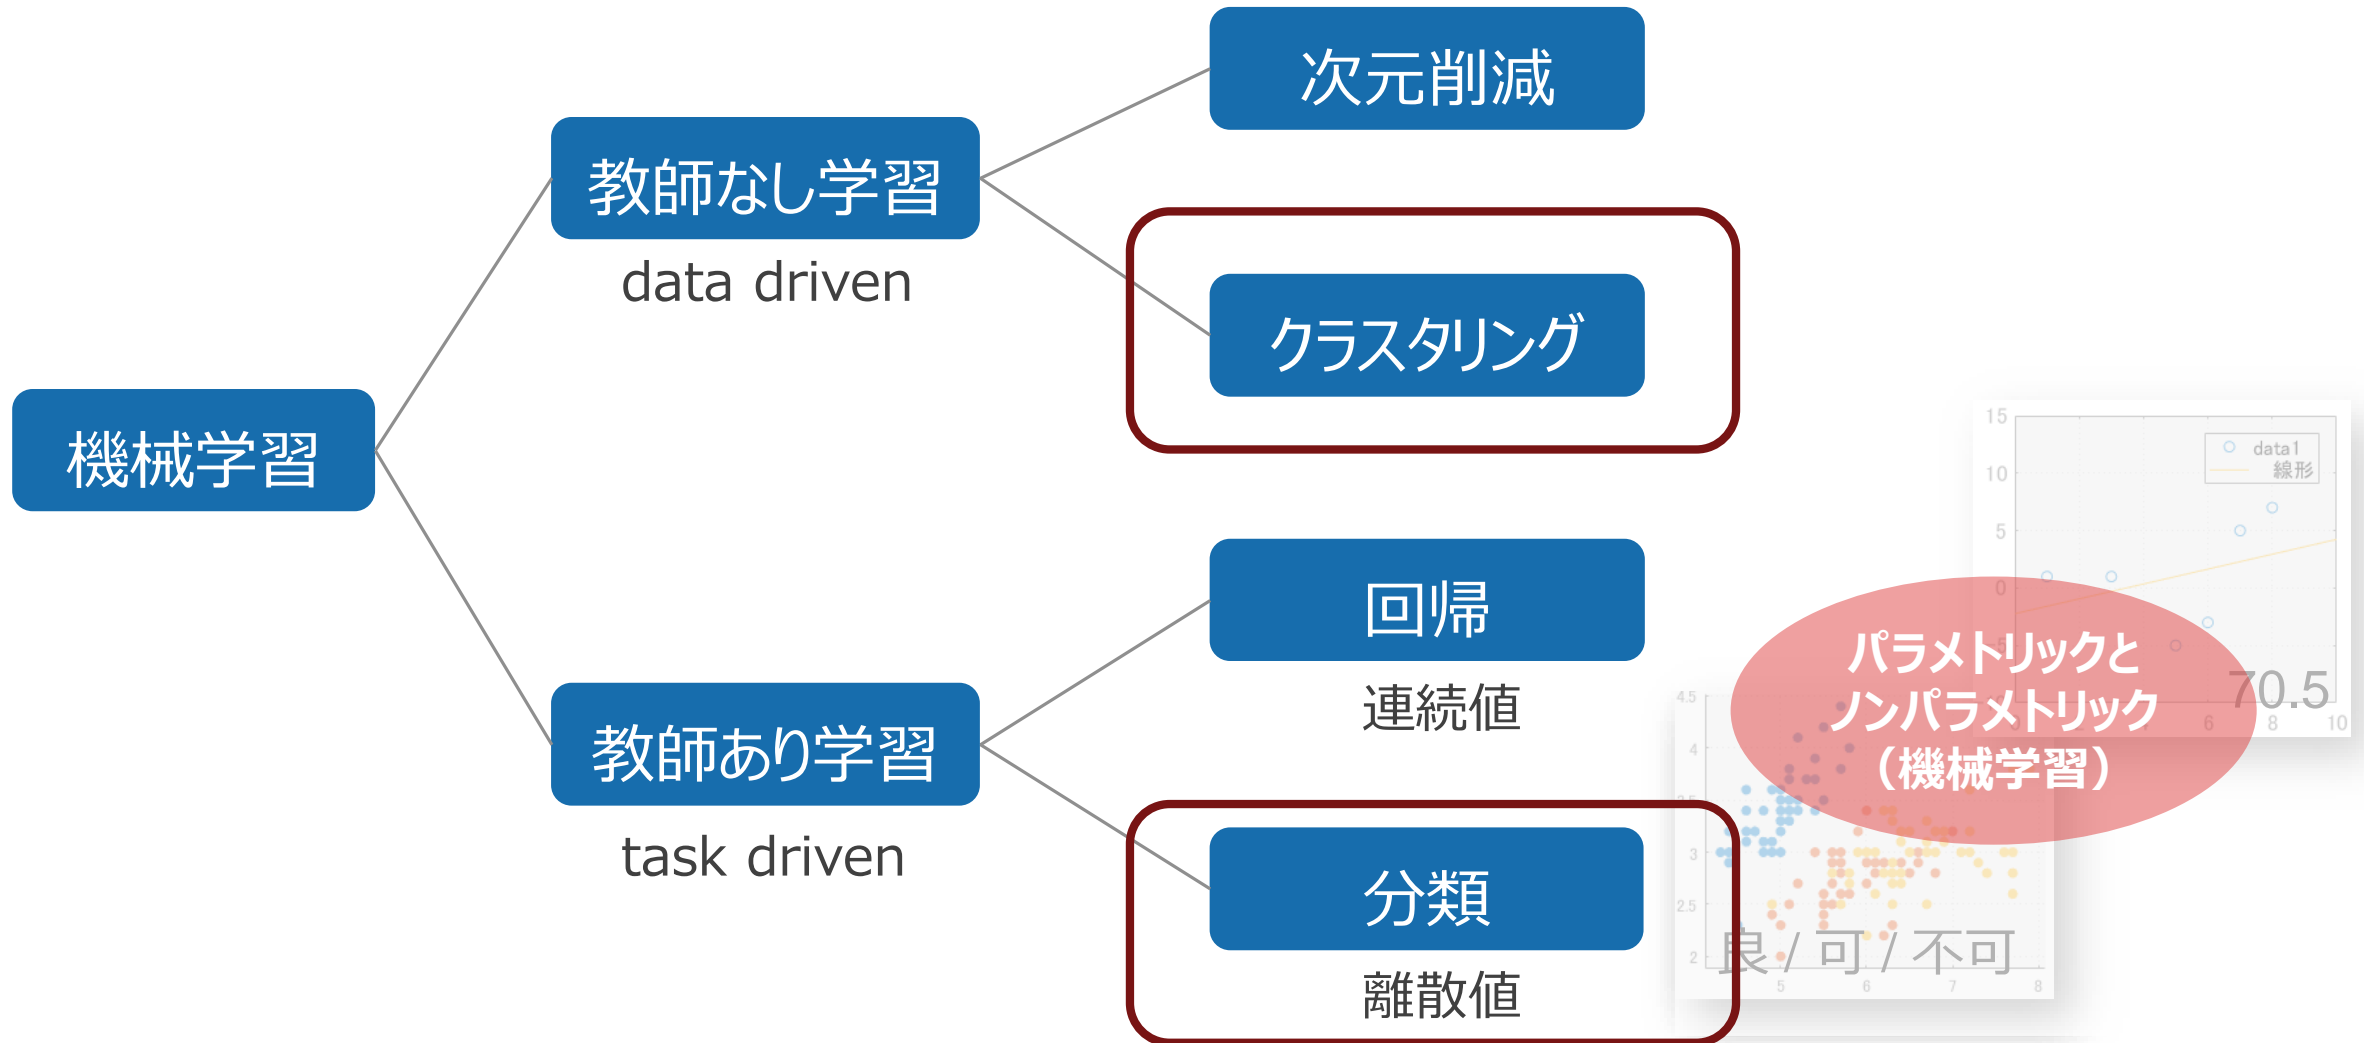 次元削減
教師なし学習
data driven
クラスタリング
機械学習
回帰
連続値
教師あり学習
task driven
分類
離散値
15
10
5
0
data1
線形
6
8
10
70.5
パラメトリックと
ノンパラメトリック
(機械学習)
4.5
4
3
2.5
2
5
6
7
8
良 / 可 / 不可